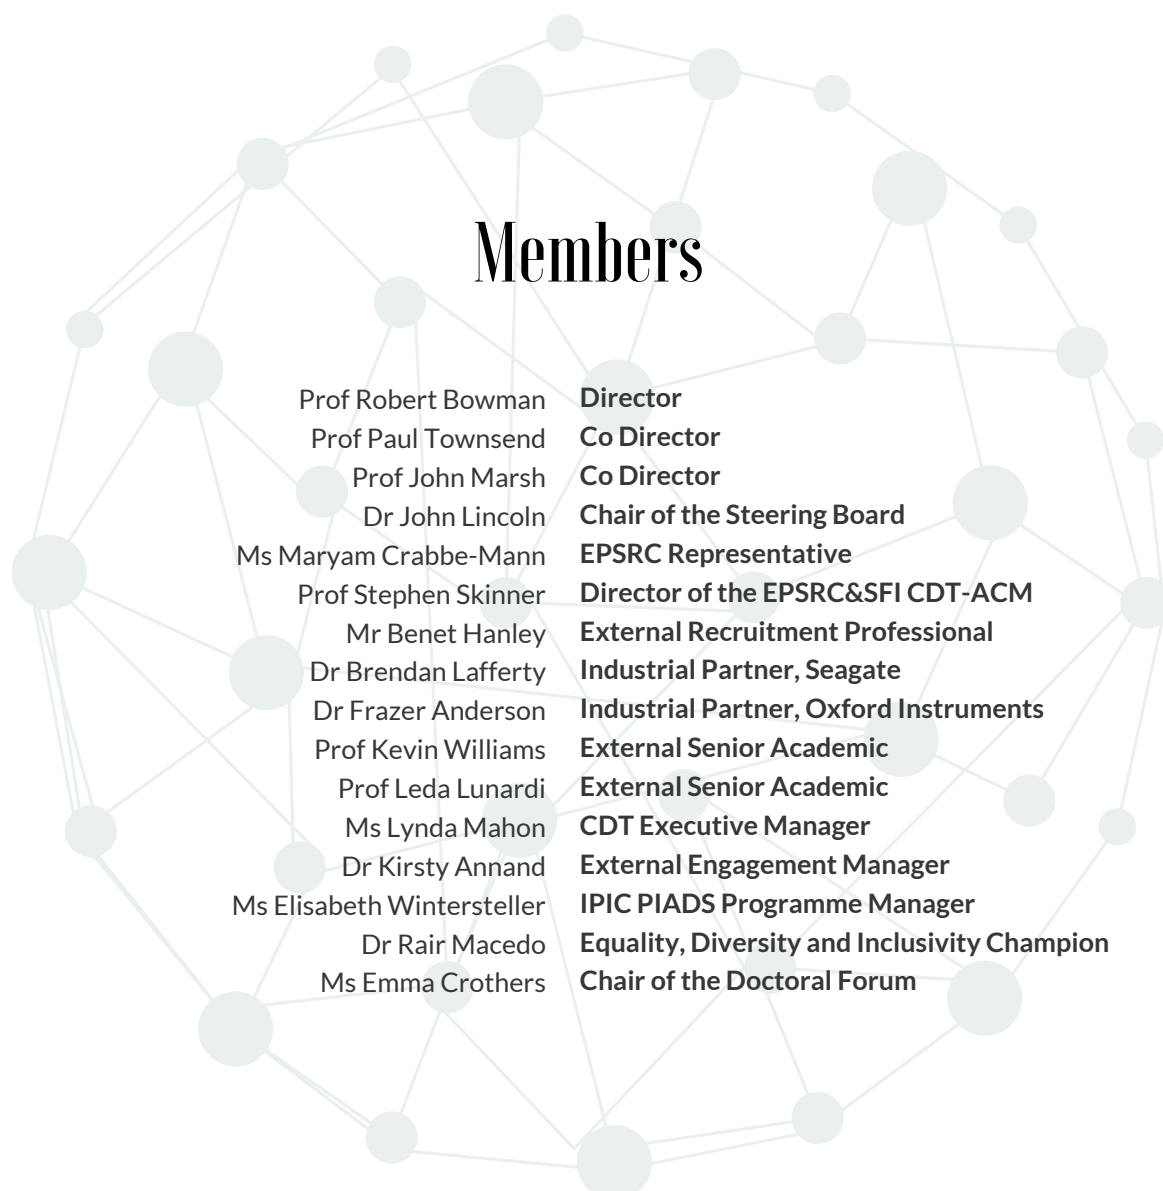 Members
Prof Robert Bowman Director
Prof Paul Townsend Co Director
Prof John Marsh Co Director
Dr John Lincoln Chair of the Steering Board
Ms Maryam Crabbe-Mann EPSRC Representative
Prof Stephen Skinner Director of the EPSRC&SFI CDT-ACM
Mr Benet Hanley External Recruitment Professional
Dr Brendan Lafferty Industrial Partner, Seagate
Dr Frazer Anderson Industrial Partner, Oxford Instruments
Prof Kevin Williams External Senior Academic
Prof Leda Lunardi External Senior Academic
Ms Lynda Mahon CDT Executive Manager
Dr Kirsty Annand External Engagement Manager
Ms Elisabeth Wintersteller IPIC PIADS Programme Manager
Dr Rair Macedo Equality, Diversity and Inclusivity Champion
Ms Emma Crothers Chair of the Doctoral Forum